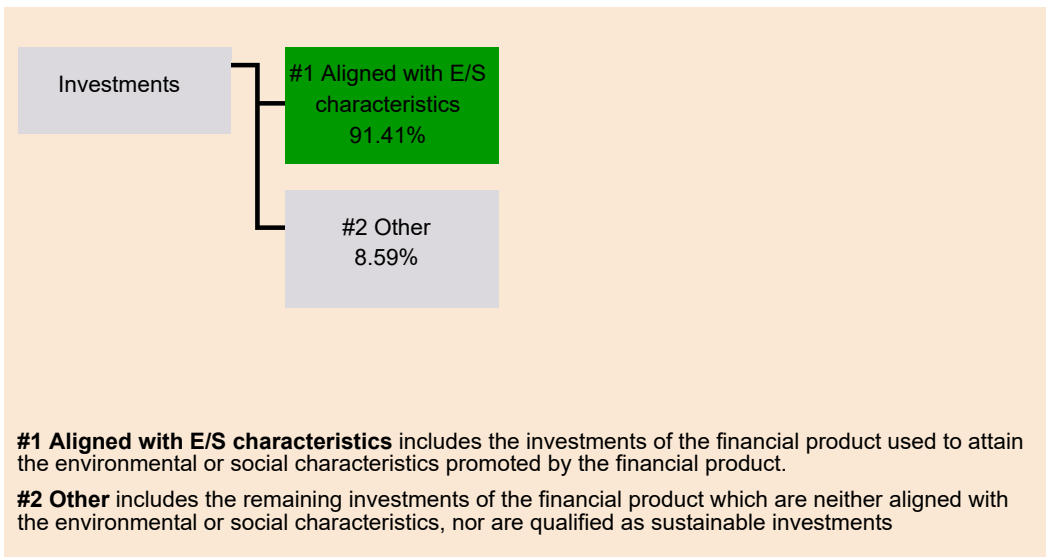 Investments
#1 Aligned with E/S
characteristics
91.41%
#2 Other
8.59%
#1 Aligned with E/S characteristics includes the investments of the financial product used to attain
the environmental or social characteristics promoted by the financial product.
#2 Other includes the remaining investments of the financial product which are neither aligned with
the environmental or social characteristics, nor are qualified as sustainable investments